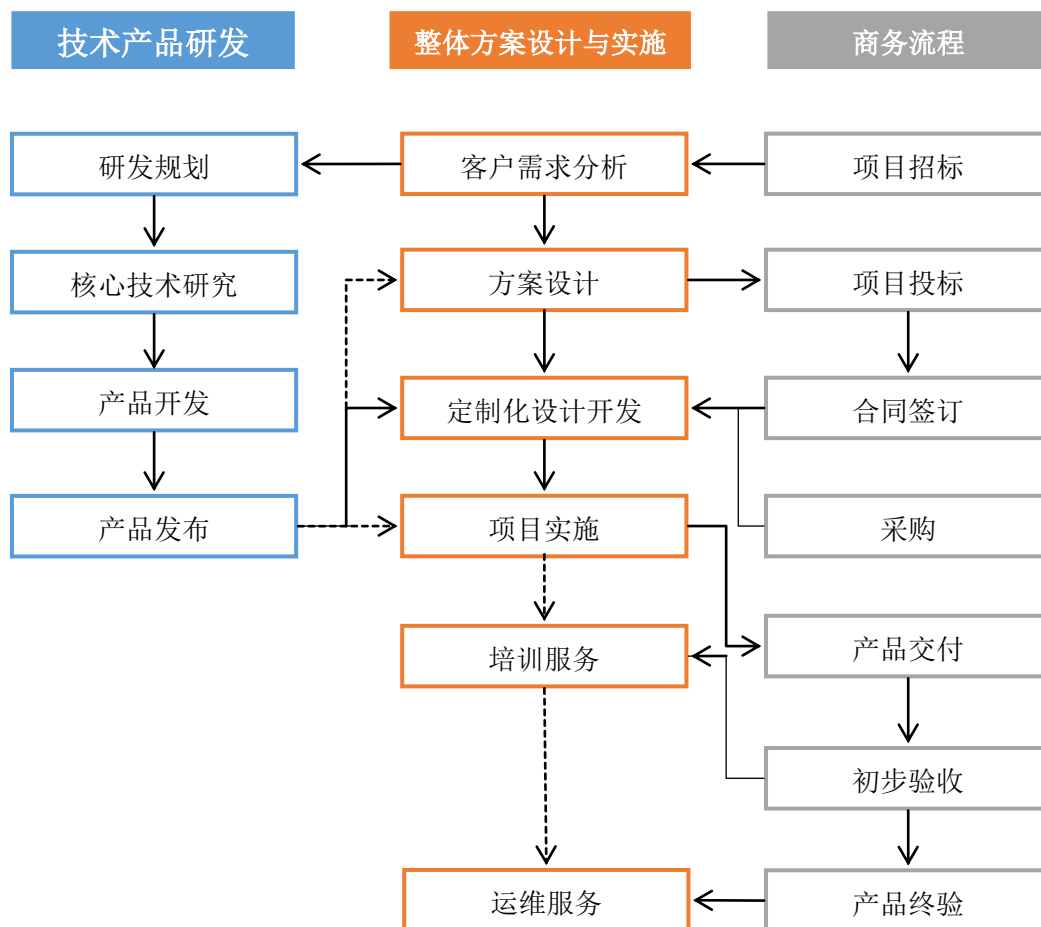 技术产品研发
整体方案设计与实施
商务流程
研发规划
客户需求分析
项目招标
核心技术研究
方案设计
项目投标
产品开发
定制化设计开发
合同签订
产品发布
项目实施
采购
培训服务
产品交付
初步验收
运维服务
产品终验